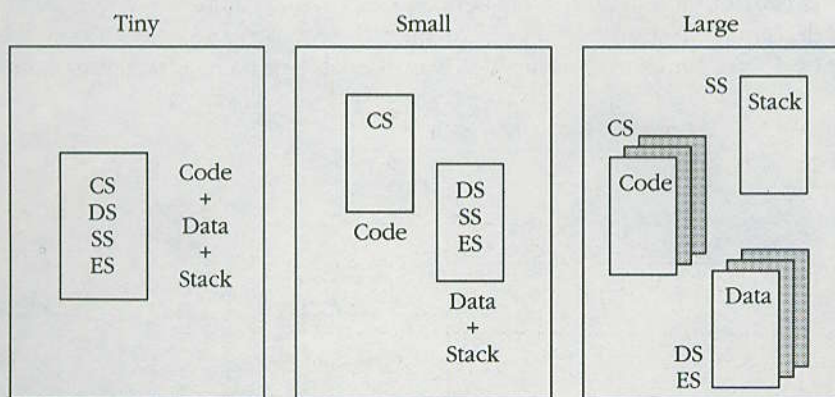 Tiny
CS
DS
SS
ES
Code
+
Data
+
Stack
Small
CS
Code
DS
SS
ES
Data
+
Stack
Large
SS
Stack
CS
Code
Data
DS
ES